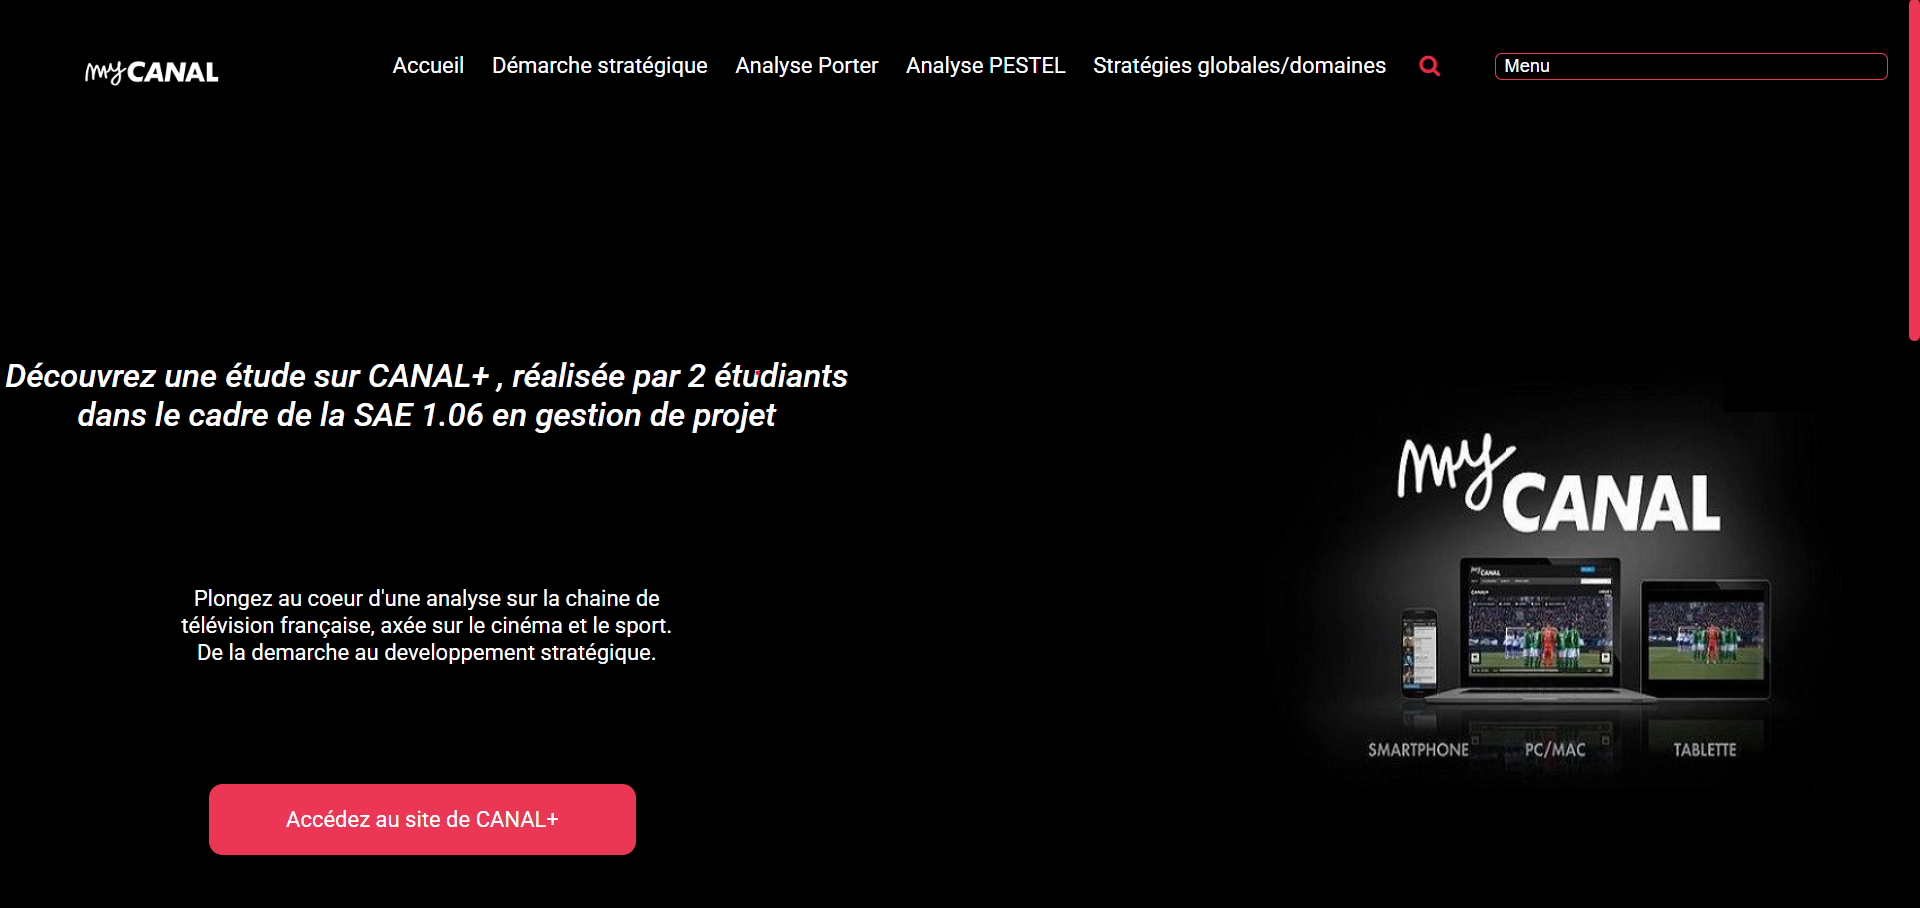 myCANAL
Accueil Démarche stratégique Analyse Porter Analyse PESTEL Stratégies globales/domaines Menu
Découvrez une étude sur CANAL+ , réalisée par 2 étudiants
dans le cadre de la SAE 1.06 en gestion de projet
my
CANAL
Plongez au coeur d'une analyse sur la chaine de
télévision française, axée sur le cinéma et le sport.
De la demarche au developpement stratégique.
SMARTPHONE PC/MAC TABLETTE
Accédez au site de CANAL+